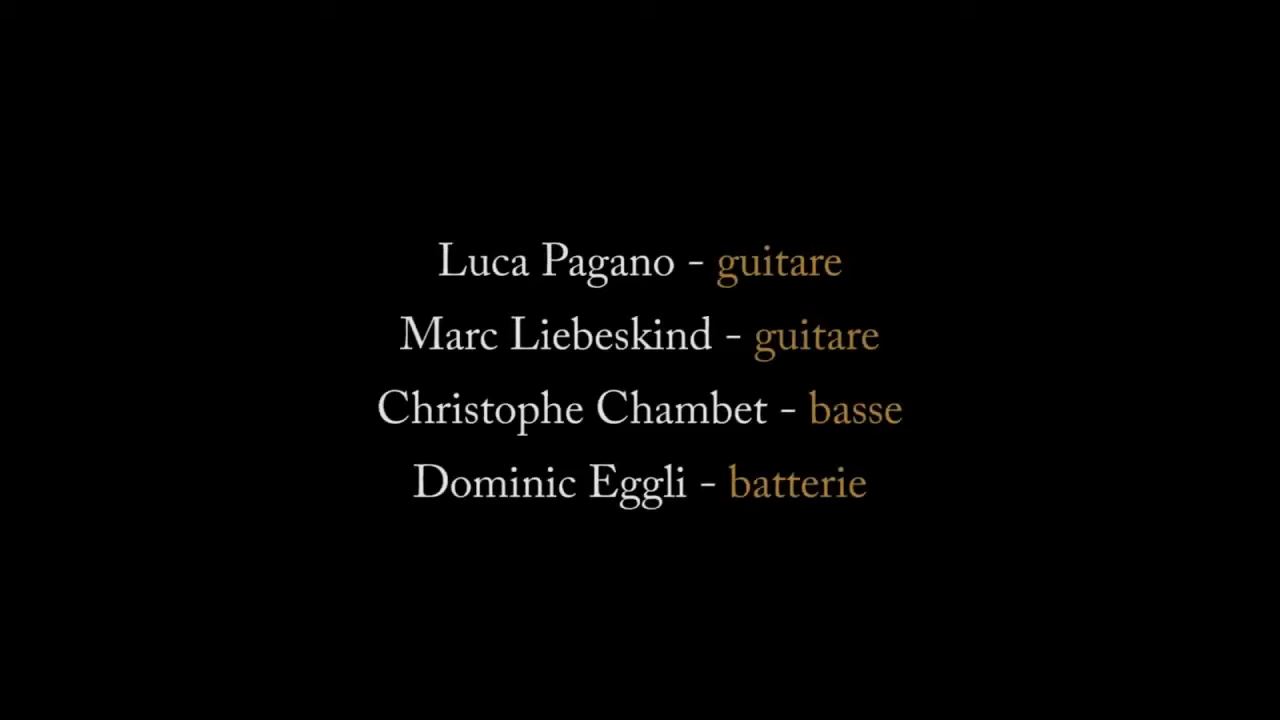 Luca Pagano - guitare
Marc Liebeskind - guitare
Christophe Chambet - basse
Dominic Eggli - batterie